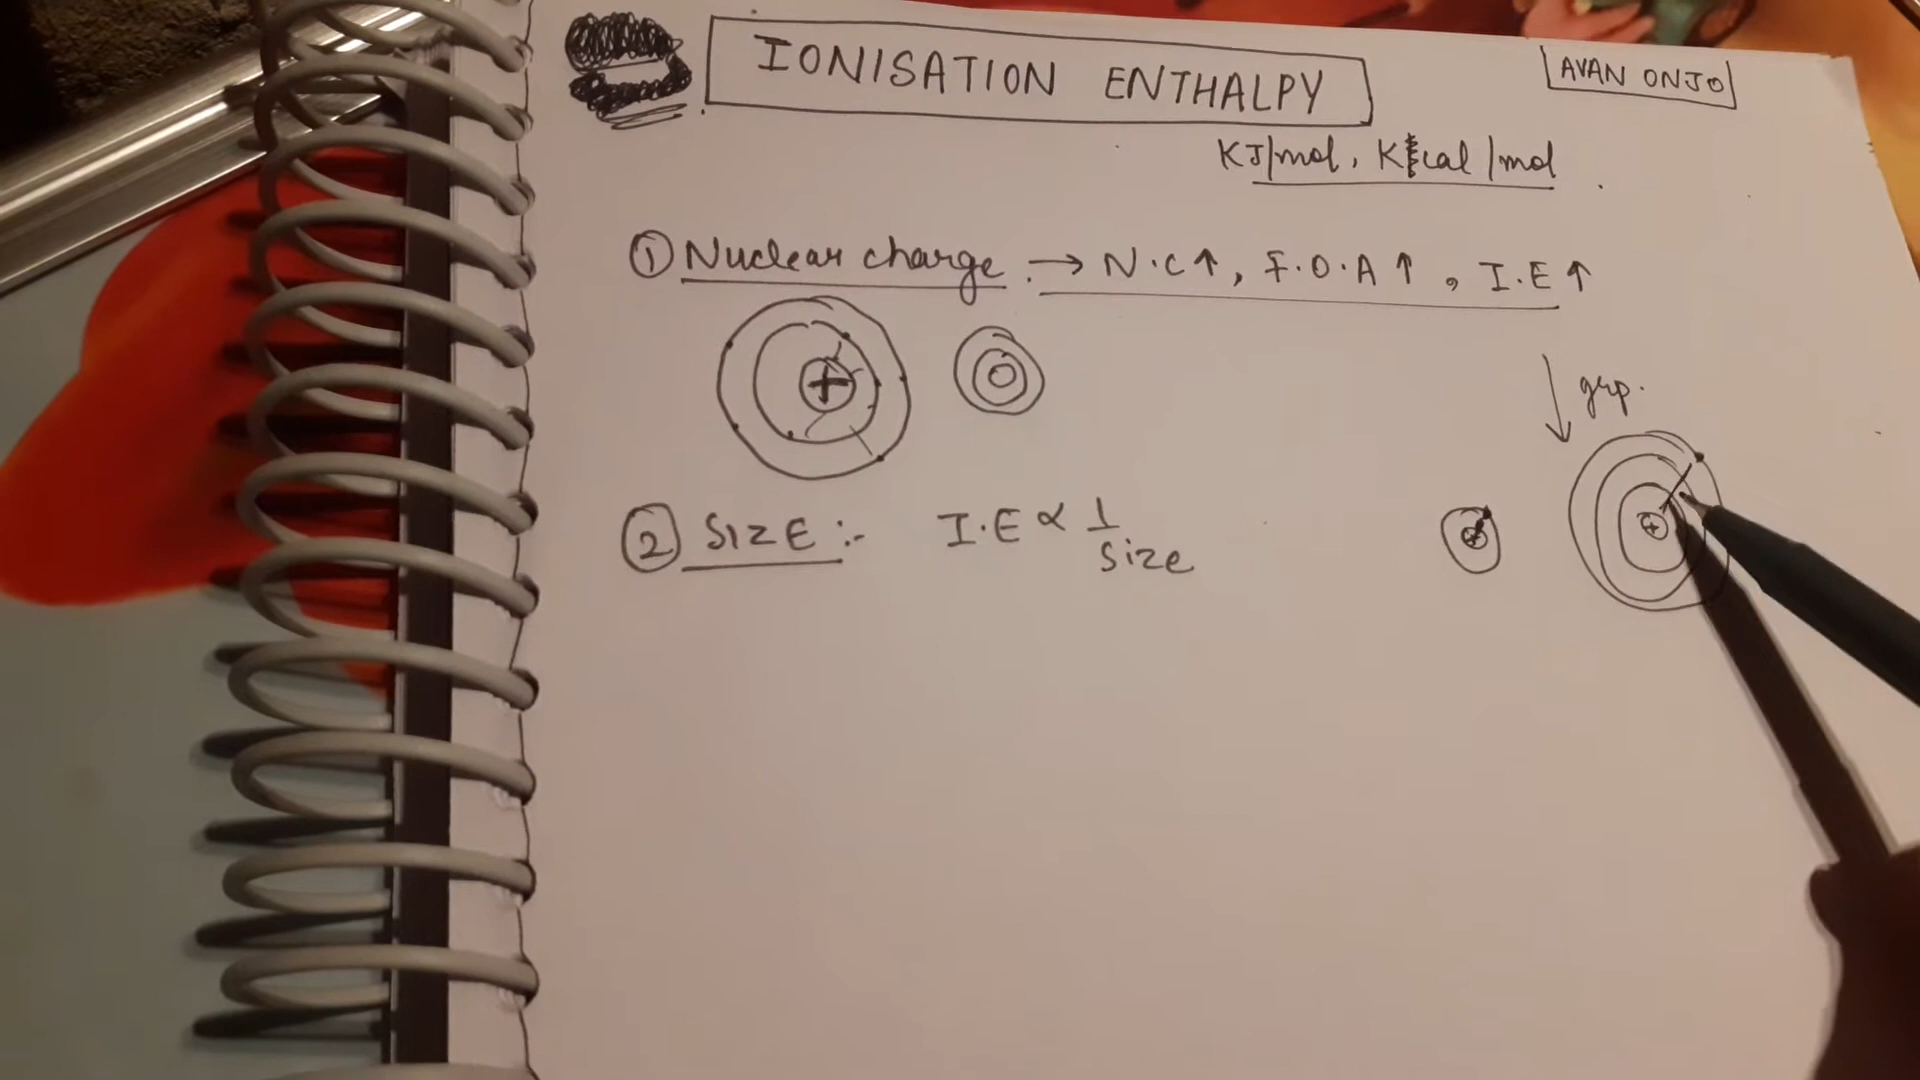 IONISATION ENTHALPY
AVAN ONJO
KJ/mol, Kcal/mol
① Nuclear charge. → N.C↑, F.O.A↑, I.E↑
↓ grp.
② SIZE :- I.E ∝ 1/Size
+
+